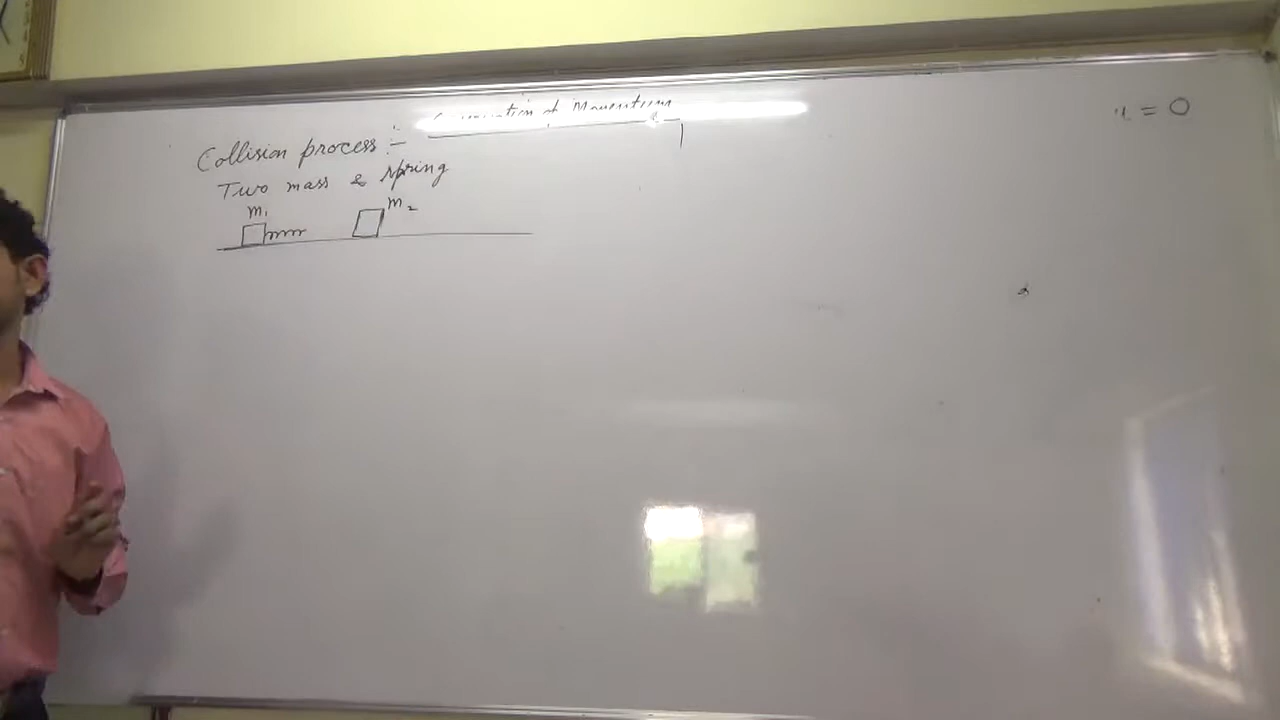 Conservation of Momentum
Collision process :-
Two mass & spring
m₁
m₂
= 0